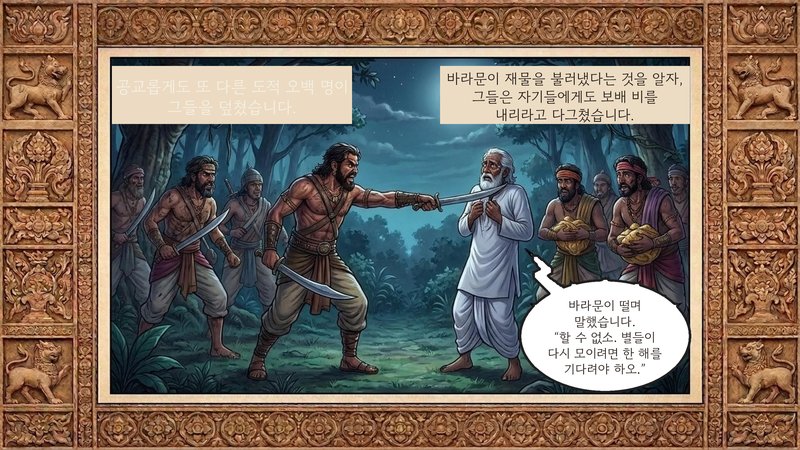 공교롭게도 또 다른 도적 오백 명이
그들을 덮쳤습니다.
바라문이 재물을 불러냈다는 것을 알자,
그들은 자기들에게도 보배 비를
내리라고 다그쳤습니다.
바라문이 떨며
말했습니다.
“할 수 없소. 별들이
다시 모이려면 한 해를
기다려야 하오.”